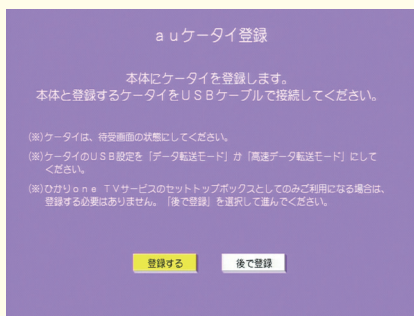 ａｕケータイ登録
本体にケータイを登録します。
本体と登録するケータイをＵＳＢケーブルで接続してください。
(※)ケータイは、待受画面の状態にしてください。
(※)ケータイのＵＳＢ設定を「データ転送モード」か「高速データ転送モード」にして
ください。
(※)ひかりｏｎｅ ＴＶサービスのセットトップボックスとしてのみご利用になる場合は、
登録する必要はありません。「後で登録」を選択して進んでください。
登録する
後で登録